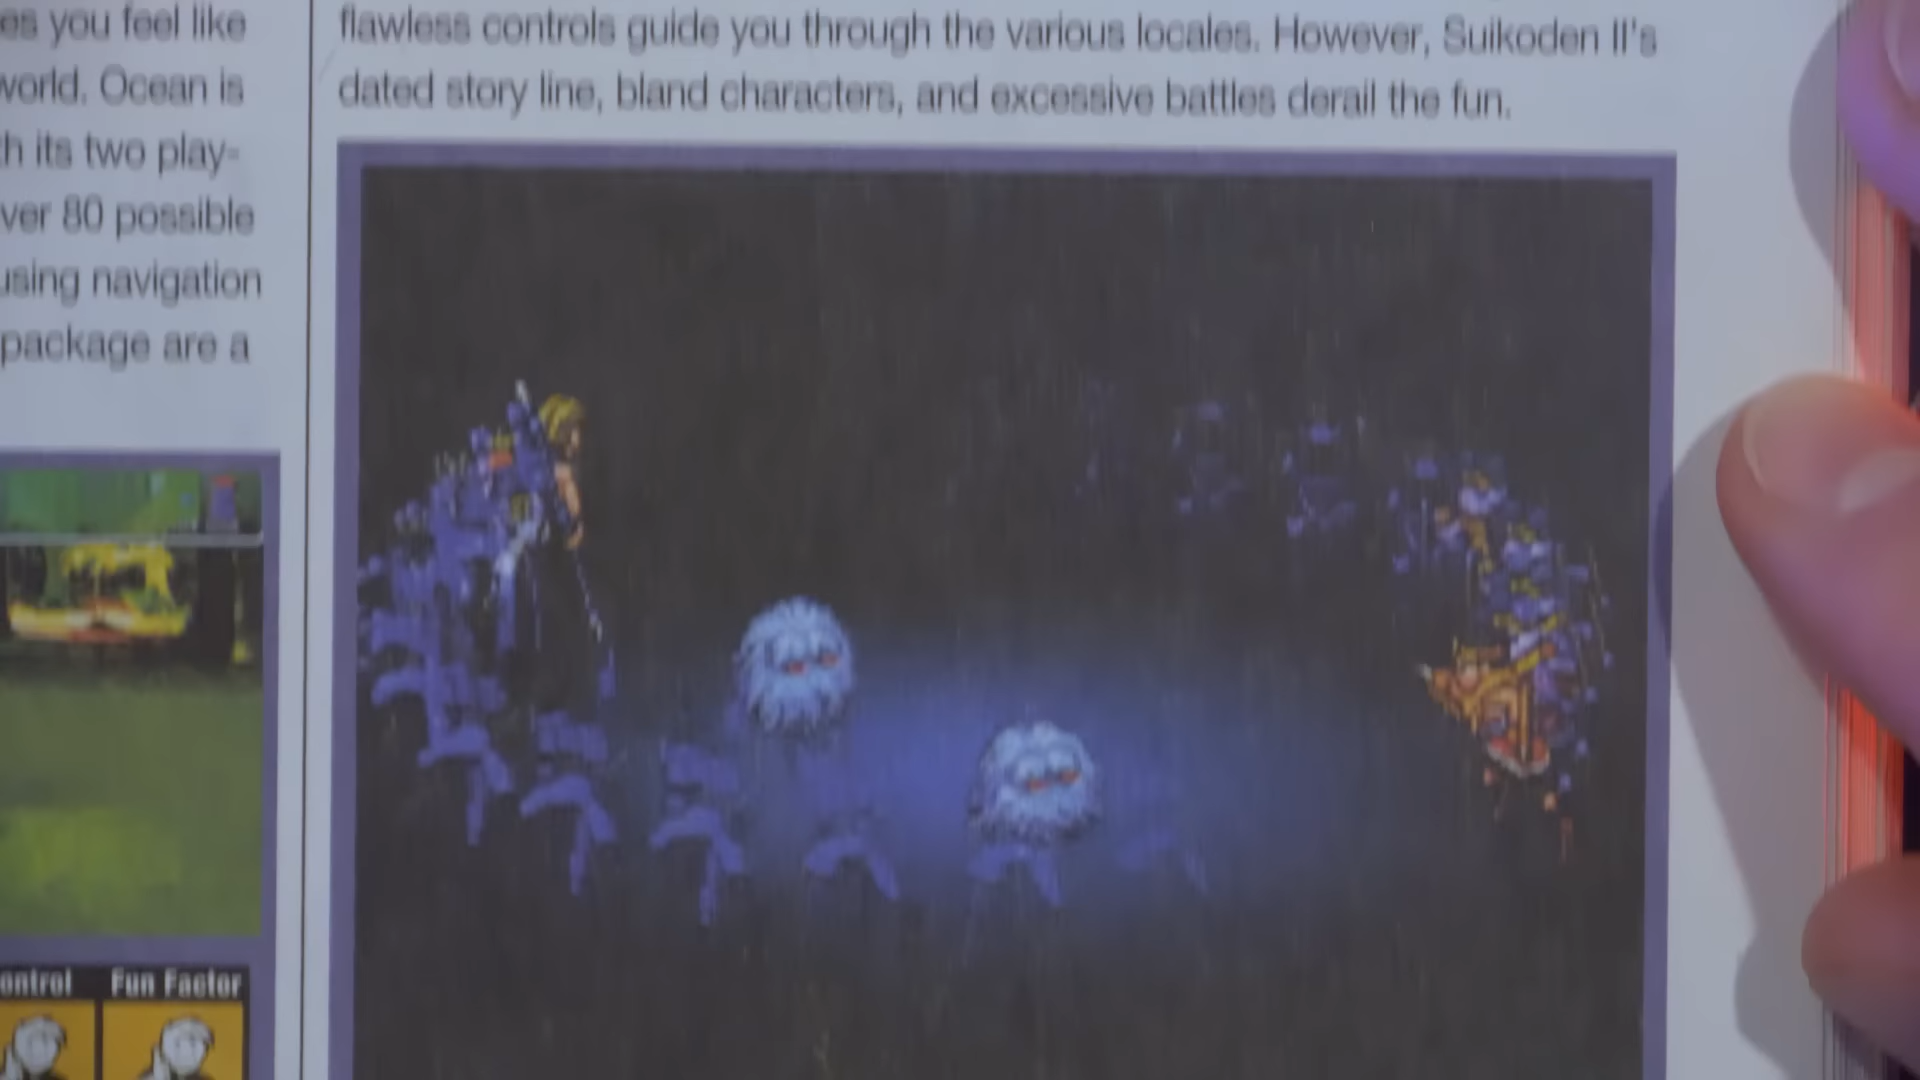 es you feel like
world. Ocean is
h its two play-
ver 80 possible
using navigation
package are a
ontrol Fun Factor
flawless controls guide you through the various locales. However, Suikoden II's
dated story line, bland characters, and excessive battles derail the fun.